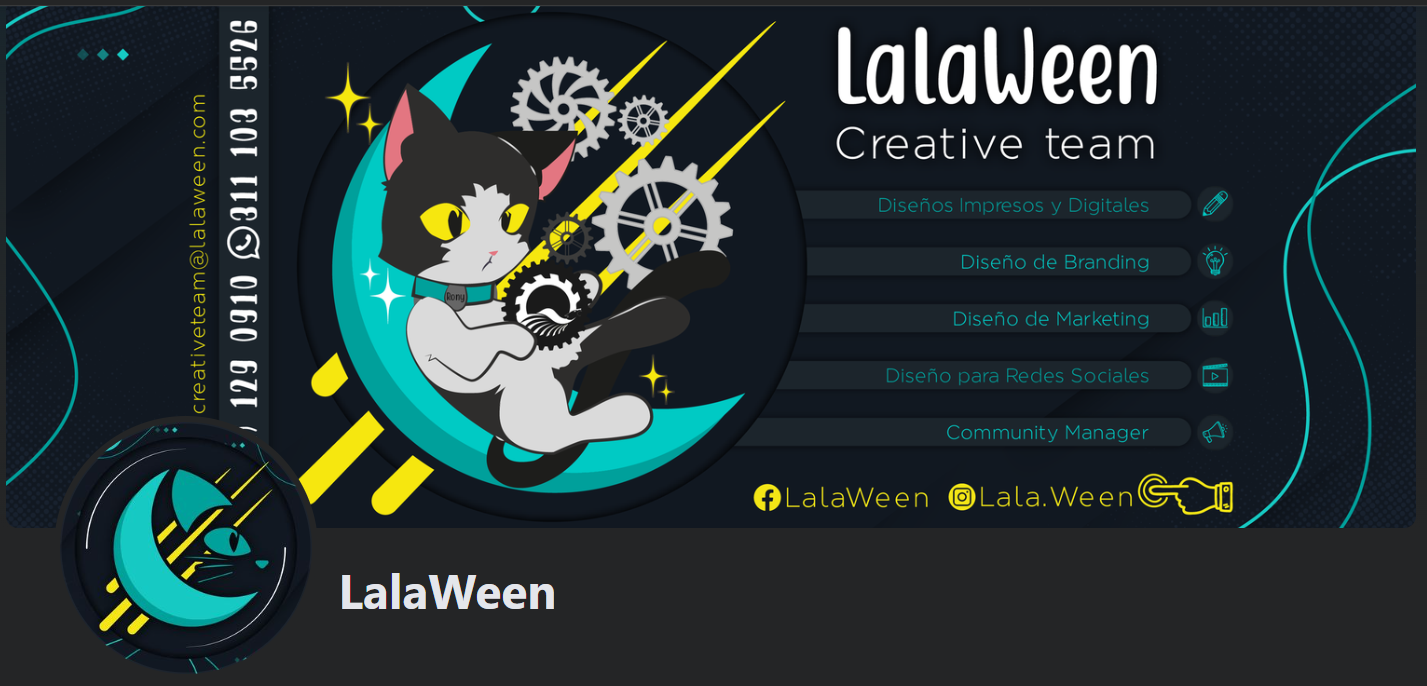 creativeteam@lalaween.com
129 0910 311 103 5526
Rony
LalaWeen
Creative team
Diseños Impresos y Digitales
Diseño de Branding
Diseño de Marketing
Diseño para Redes Sociales
Community Manager
LalaWeen Lala.Ween
LalaWeen